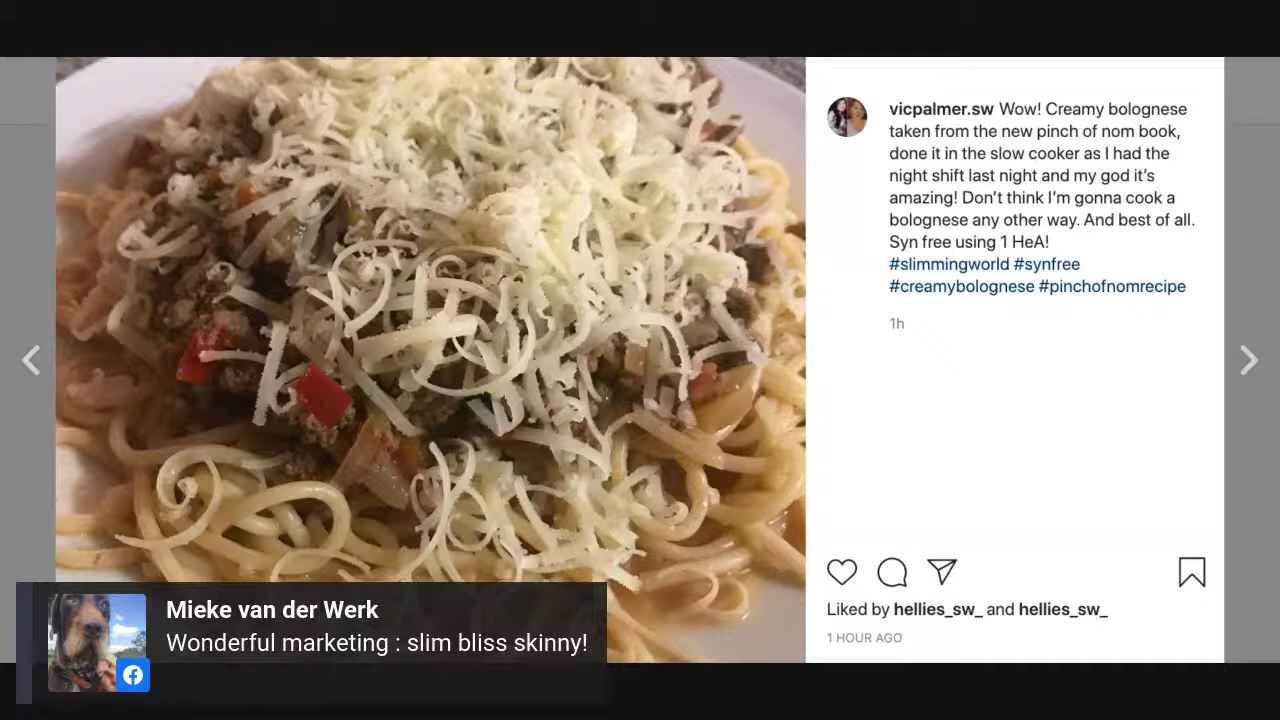 vicpalmer.sw Wow! Creamy bolognese
taken from the new pinch of nom book,
done it in the slow cooker as I had the
night shift last night and my god it's
amazing! Don't think I'm gonna cook a
bolognese any other way. And best of all.
Syn free using 1 HeA!
#slimmingworld #synfree
#creamybolognese #pinchofnomrecipe
1h
Liked by hellies_sw_ and hellies_sw_
1 HOUR AGO
Mieke van der Werk
Wonderful marketing : slim bliss skinny!